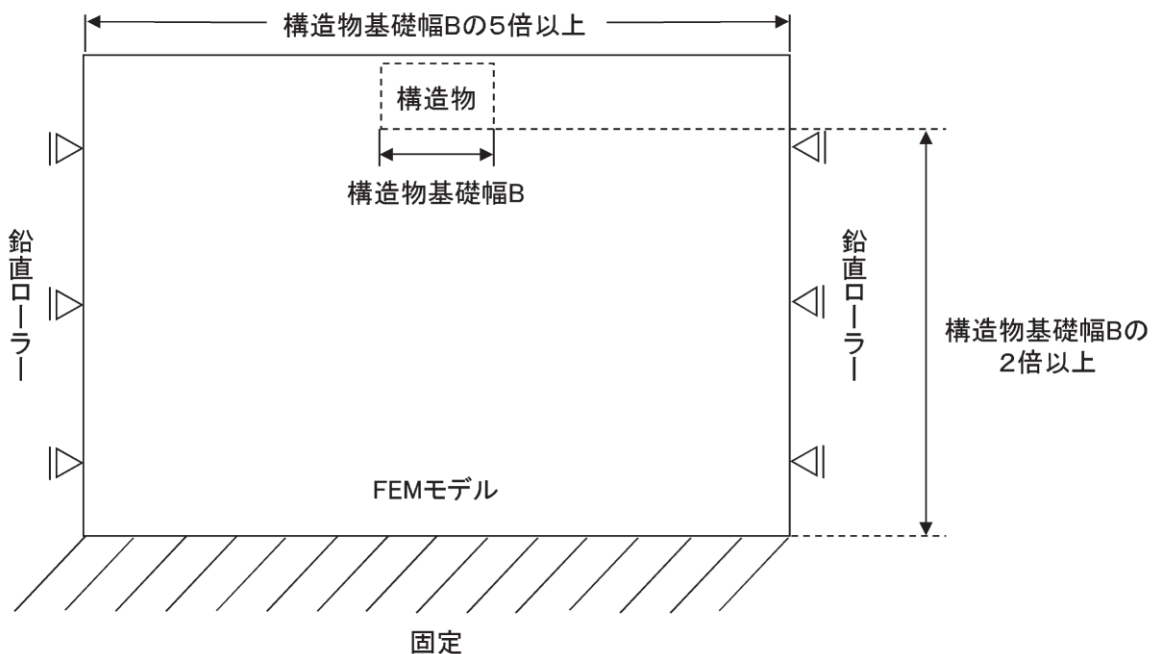 構造物基礎幅Bの5倍以上
構造物
構造物基礎幅B
鉛直ローラー
鉛直ローラー
構造物基礎幅Bの
2倍以上
FEMモデル
固定